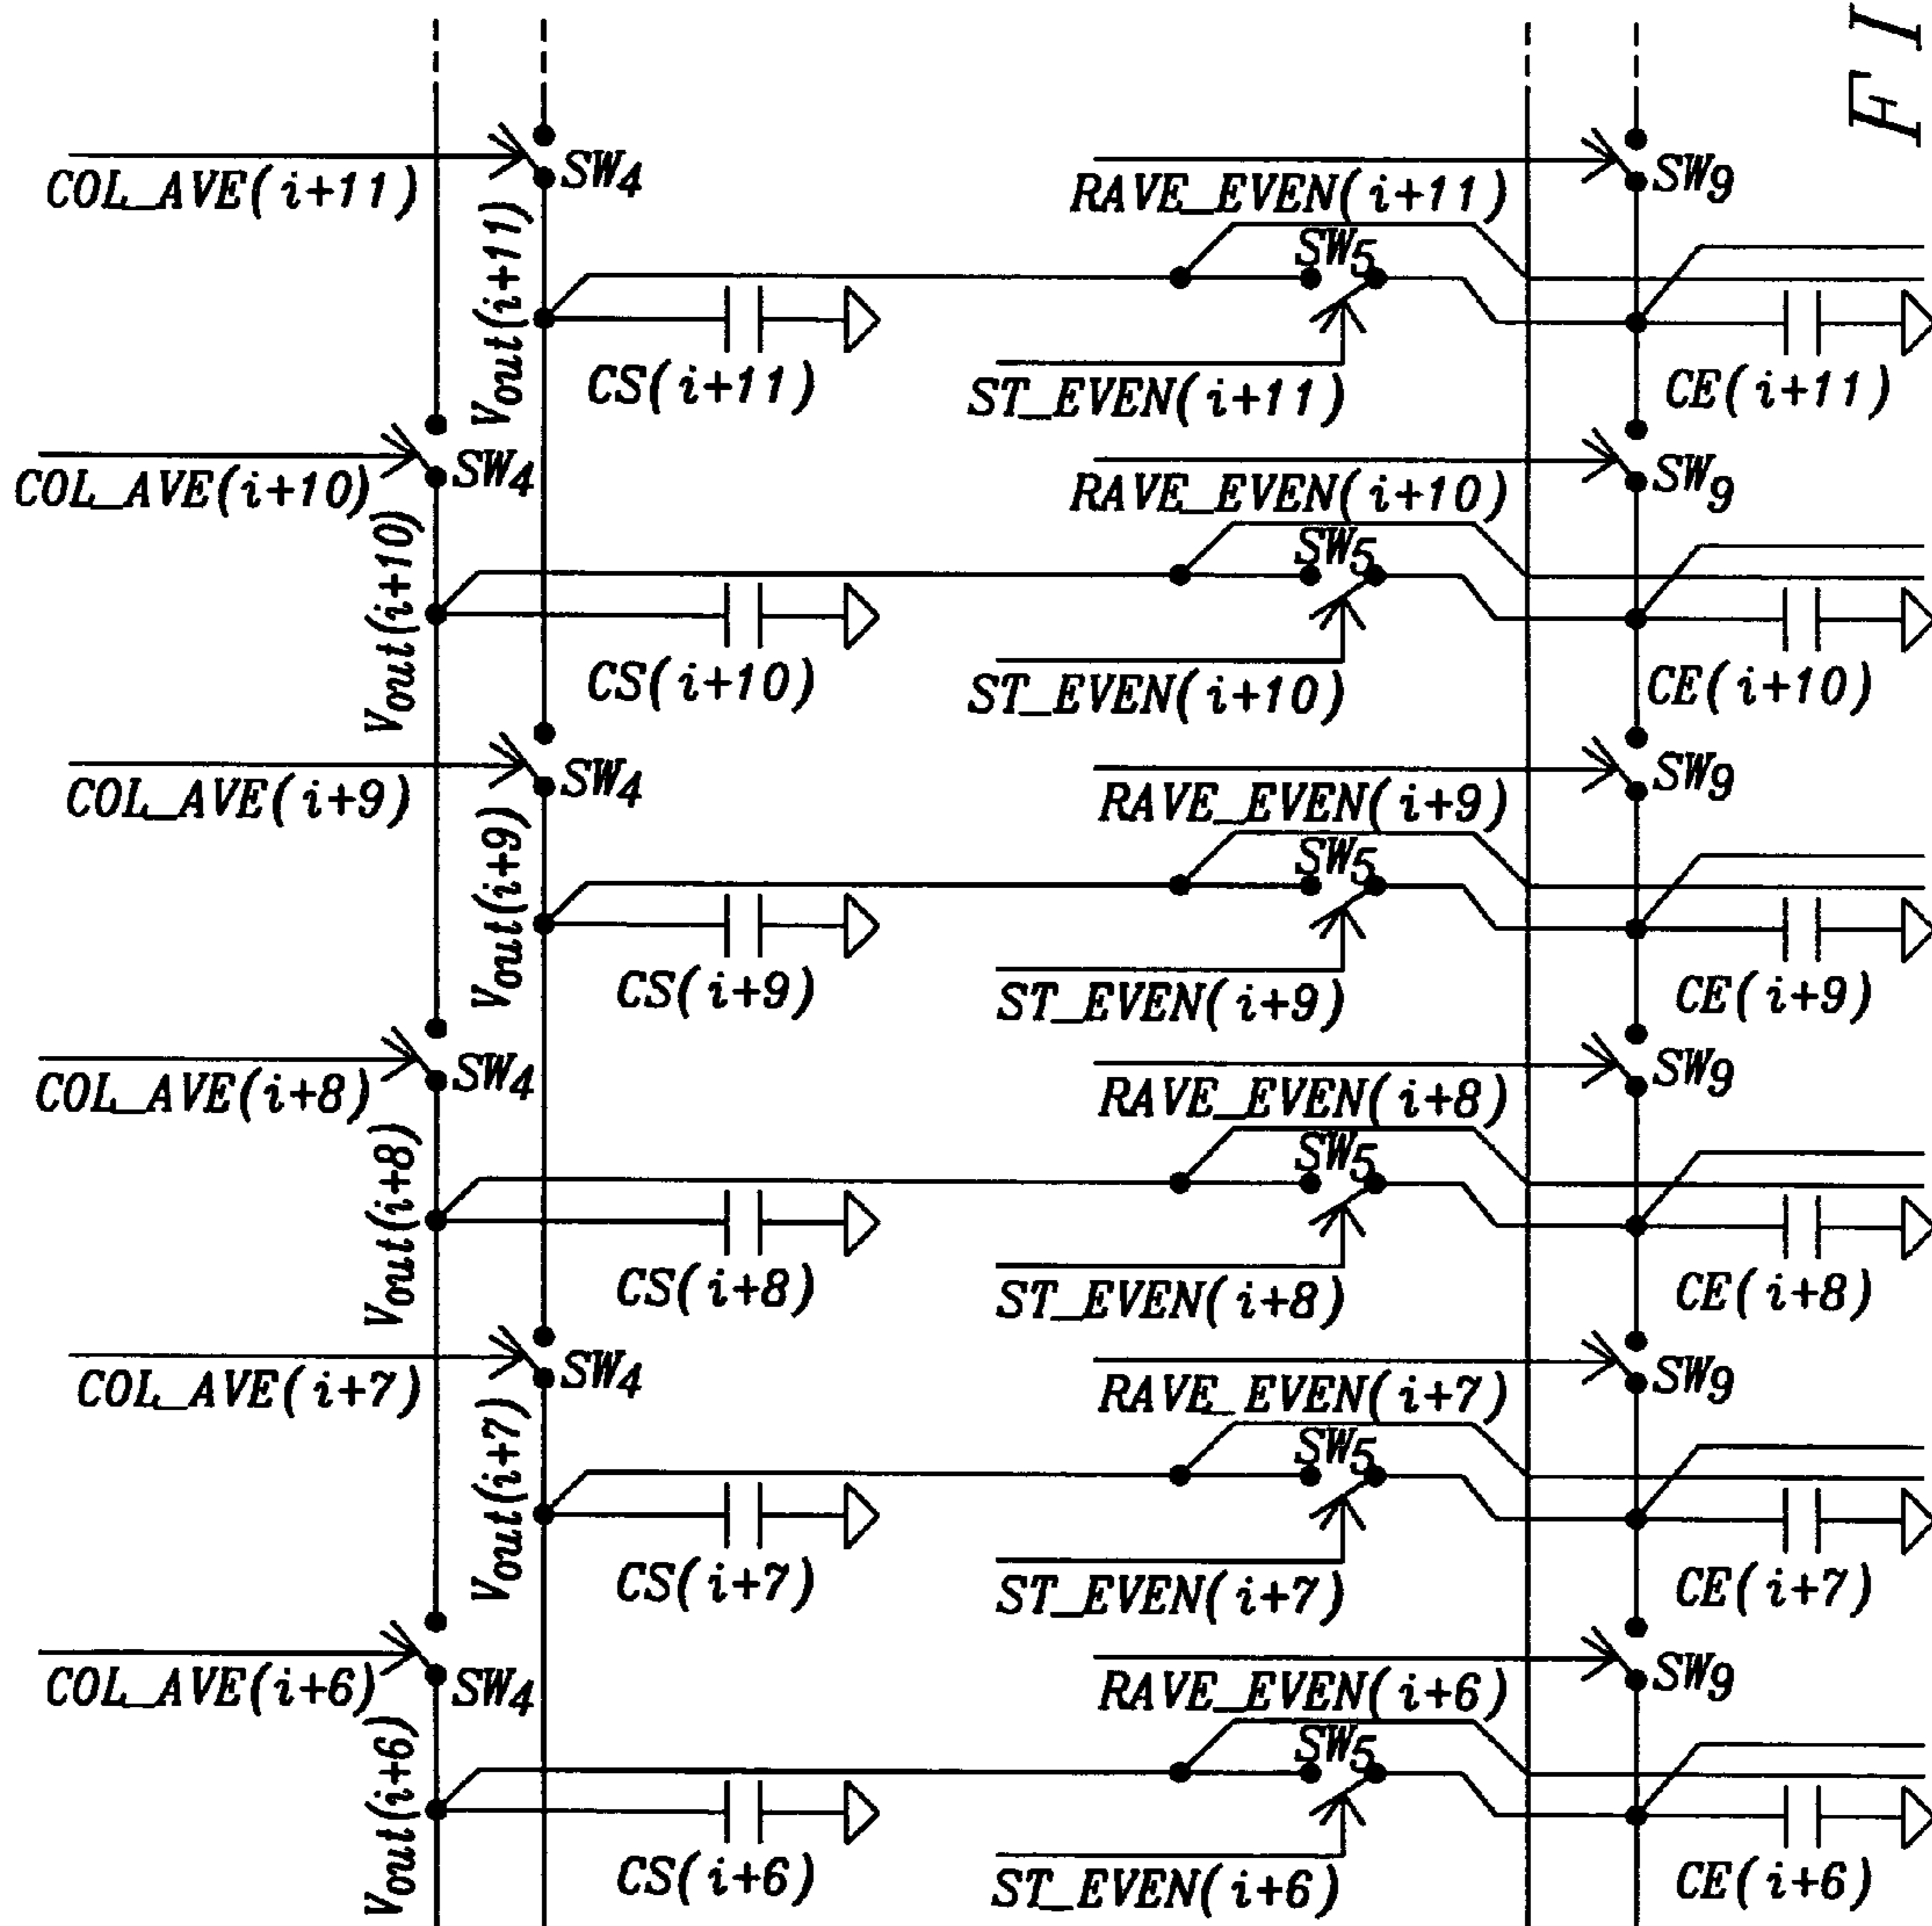 F I
COL_AVE(i+11)
SW4
RAVE_EVEN(i+11)
SW9
Vout(i+11)
SW5
CS(i+11)
ST_EVEN(i+11)
CE(i+11)
COL_AVE(i+10)
SW4
RAVE_EVEN(i+10)
SW9
Vout(i+10)
SW5
CS(i+10)
ST_EVEN(i+10)
CE(i+10)
COL_AVE(i+9)
SW4
RAVE_EVEN(i+9)
SW9
Vout(i+9)
SW5
CS(i+9)
ST_EVEN(i+9)
CE(i+9)
COL_AVE(i+8)
SW4
RAVE_EVEN(i+8)
SW9
Vout(i+8)
SW5
CS(i+8)
ST_EVEN(i+8)
CE(i+8)
COL_AVE(i+7)
SW4
RAVE_EVEN(i+7)
SW9
Vout(i+7)
SW5
CS(i+7)
ST_EVEN(i+7)
CE(i+7)
COL_AVE(i+6)
SW4
RAVE_EVEN(i+6)
SW9
Vout(i+6)
SW5
CS(i+6)
ST_EVEN(i+6)
CE(i+6)